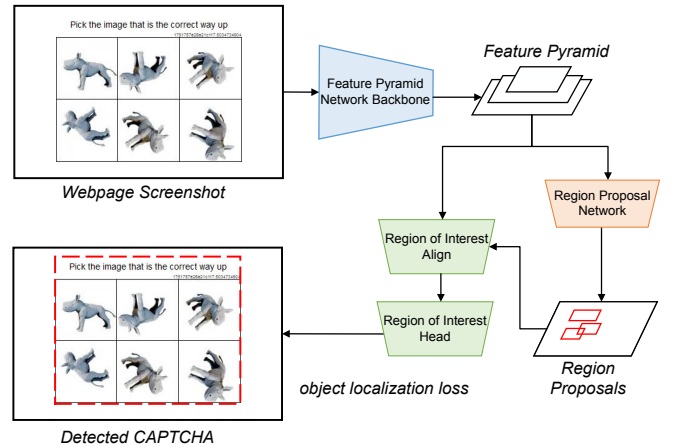 Pick the image that is the correct way up
Webpage Screenshot
Feature Pyramid
Network Backbone
Feature Pyramid
Region Proposal
Network
Region of Interest
Align
Region of Interest
Head
Region
Proposals
object localization loss
Pick the image that is the correct way up
Detected CAPTCHA